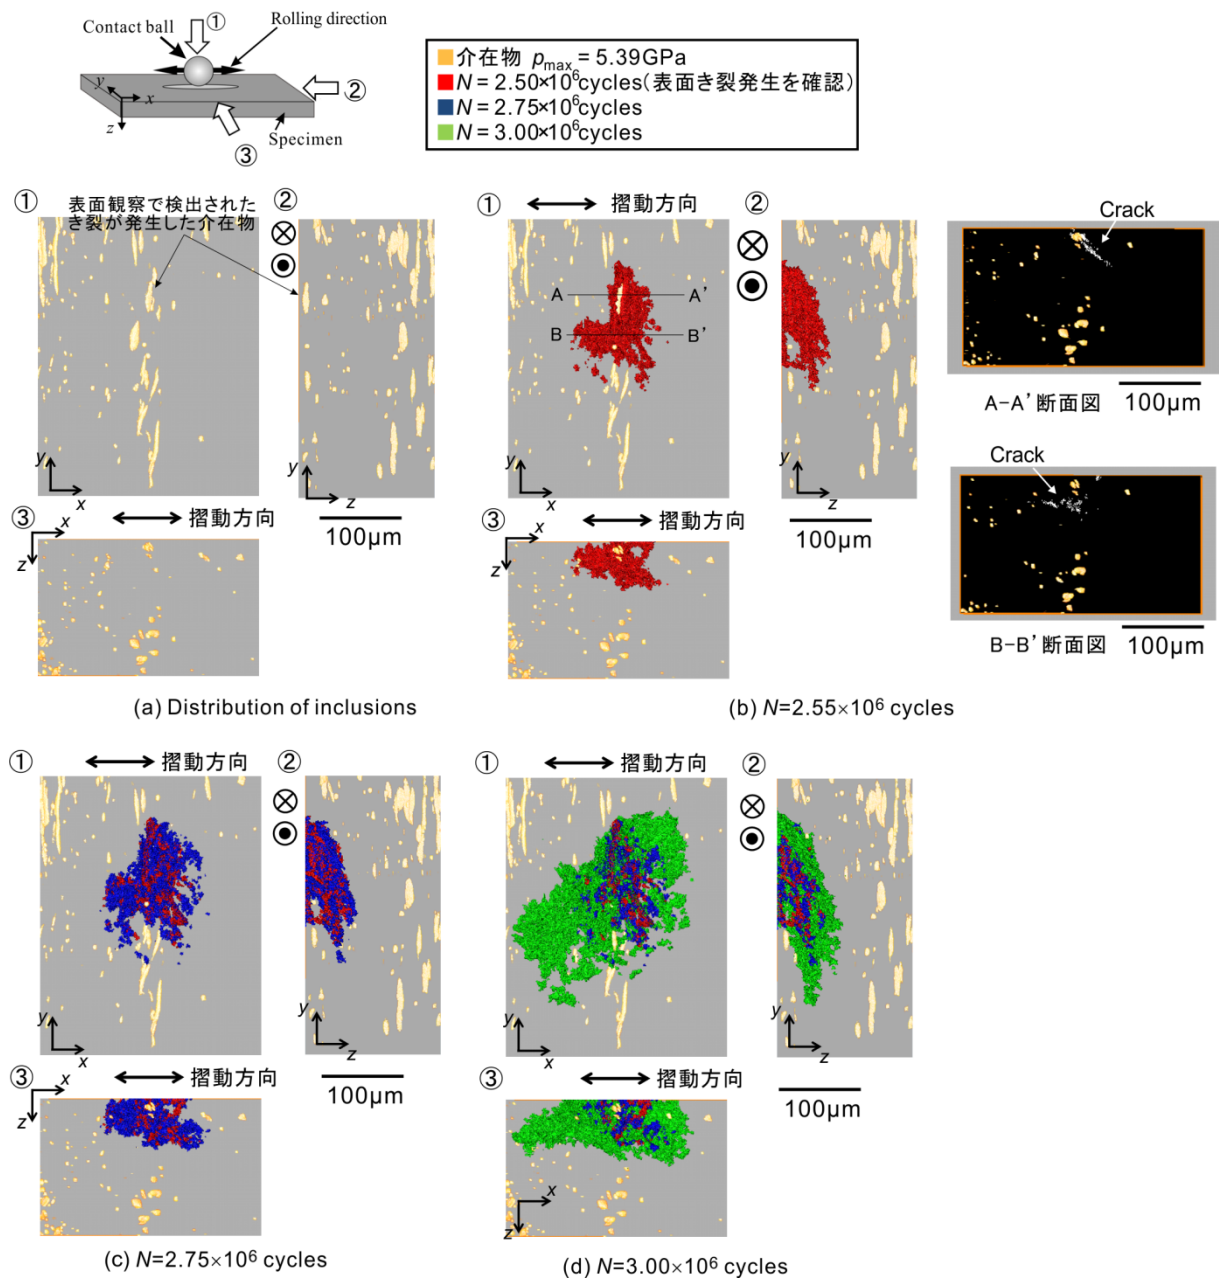 Contact ball
①
Rolling direction
②
③
Specimen
y
x
z
介在物 pmax = 5.39GPa
N = 2.50×10⁶cycles(表面き裂発生を確認)
N = 2.75×10⁶cycles
N = 3.00×10⁶cycles
①
表面観察で検出された
き裂が発生した介在物
②
y
x
y
z
③
x
z
摺動方向
100μm
(a) Distribution of inclusions
①
摺動方向
②
A
A’
B
B’
y
x
y
z
③
x
z
摺動方向
100μm
Crack
A-A’断面図
100μm
Crack
B-B’断面図
100μm
(b) N=2.55×10⁶ cycles
①
摺動方向
②
y
x
y
z
③
x
z
摺動方向
100μm
(c) N=2.75×10⁶ cycles
①
摺動方向
②
y
x
y
z
③
摺動方向
x
z
100μm
(d) N=3.00×10⁶ cycles